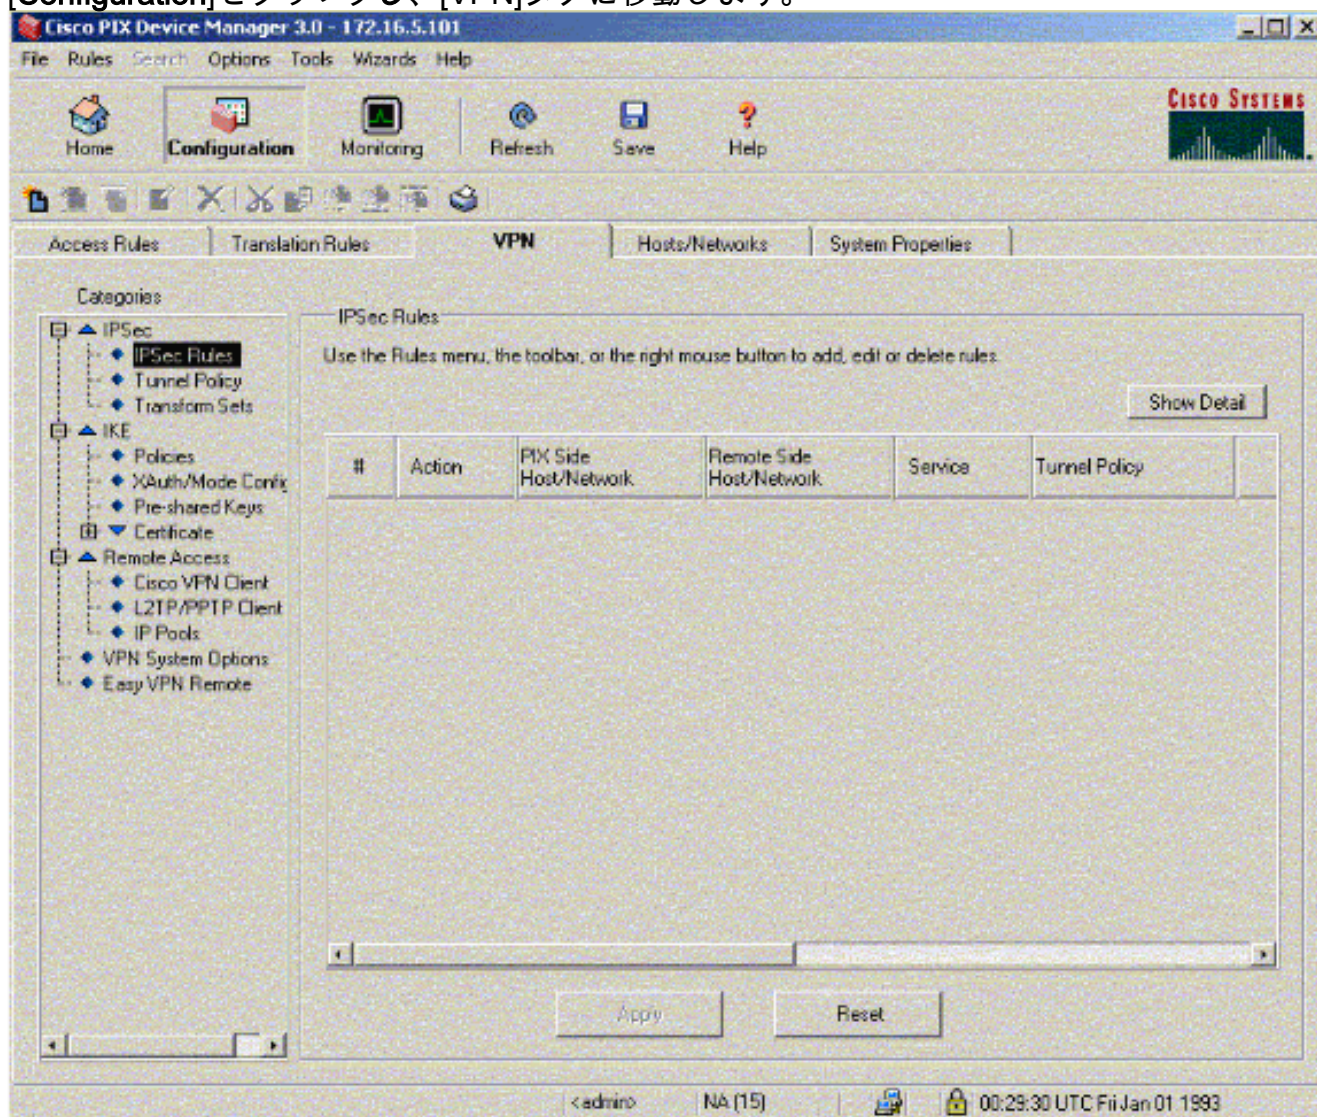 [Configuration]をクリックし、[VPN]タブに移動します。
Cisco PIX Device Manager 3.0 - 172.16.5.101
File Rules Search Options Tools Wizards Help
Home Configuration Monitoring Refresh Save Help
CISCO SYSTEMS
Access Rules Translation Rules VPN Hosts/Networks System Properties
Categories
IPSec
IPSec Rules
Tunnel Policy
Transform Sets
IKE
Policies
XAuth/Mode Config
Pre-shared Keys
Certificate
Remote Access
Cisco VPN Client
L2TP/PPTP Client
IP Pools
VPN System Options
Easy VPN Remote
IPSec Rules
Use the Rules menu, the toolbar, or the right mouse button to add, edit or delete rules.
Show Detail
# Action PIX Side Host/Network Remote Side Host/Network Service Tunnel Policy
Apply Reset
<admin> NA (15) 00:29:30 UTC Fri Jan 01 1993